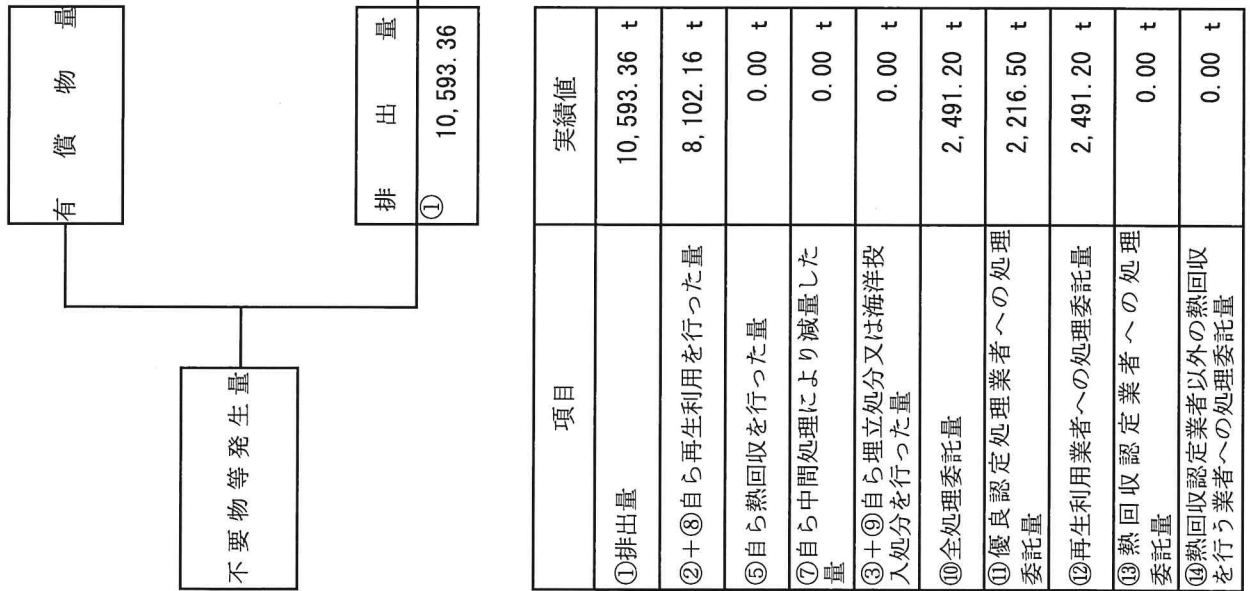 有償物量
不要物等発生量
排出量
①
10,593.36
項目
実績値
①排出量
10,593.36 t
②+⑧自ら再生利用を行った量
8,102.16 t
⑤自ら熱回収を行った量
0.00 t
⑦自ら中間処理により減量した
量
0.00 t
③+⑨自ら埋立処分又は海洋投
入処分を行った量
0.00 t
⑩全処理委託量
2,491.20 t
⑪優良認定処理業者への処理
委託量
2,216.50 t
⑫再生利用業者への処理委託量
2,491.20 t
⑬熱回収認定業者への処理
委託量
0.00 t
⑭熱回収認定業者以外の熱回収
を行う業者への処理委託量
0.00 t